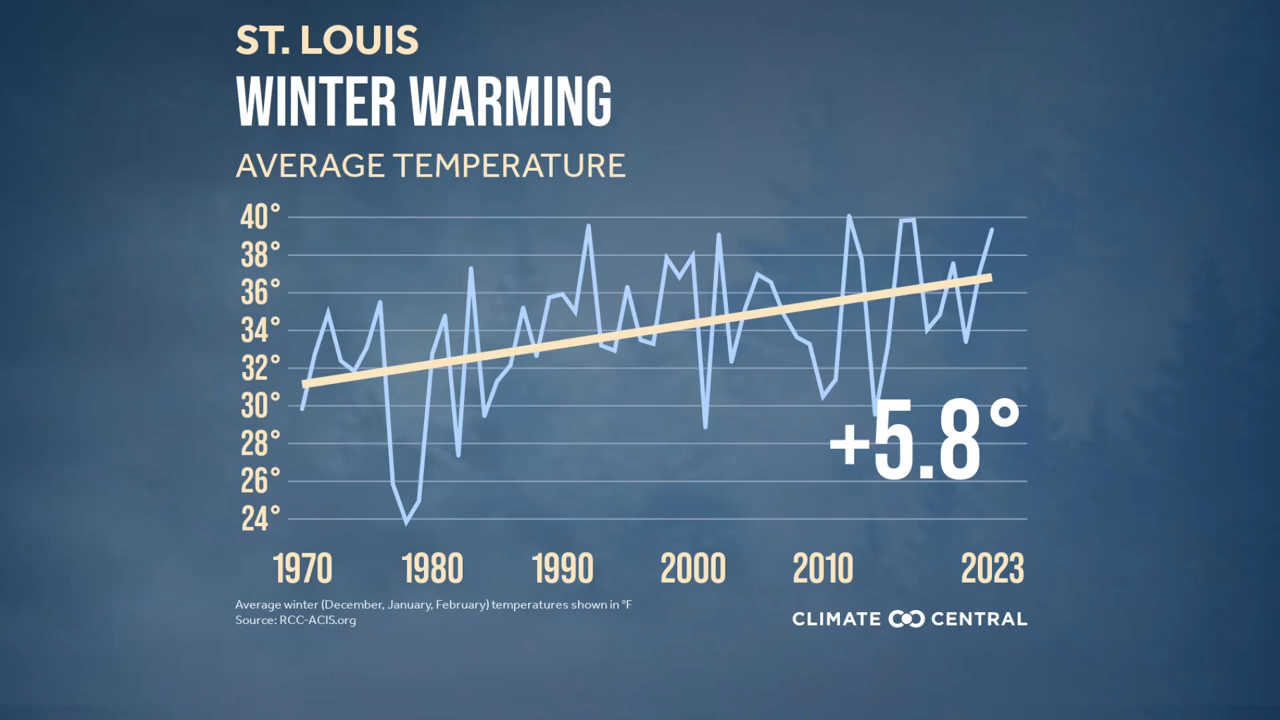 ST. LOUIS
WINTER WARMING
AVERAGE TEMPERATURE
40°
38°
36°
34°
32°
30°
28°
26°
24°
+5.8°
1970 1980 1990 2000 2010 2023
Average winter (December, January, February) temperatures shown in °F
Source: RCC-ACIS.org
CLIMATE CENTRAL